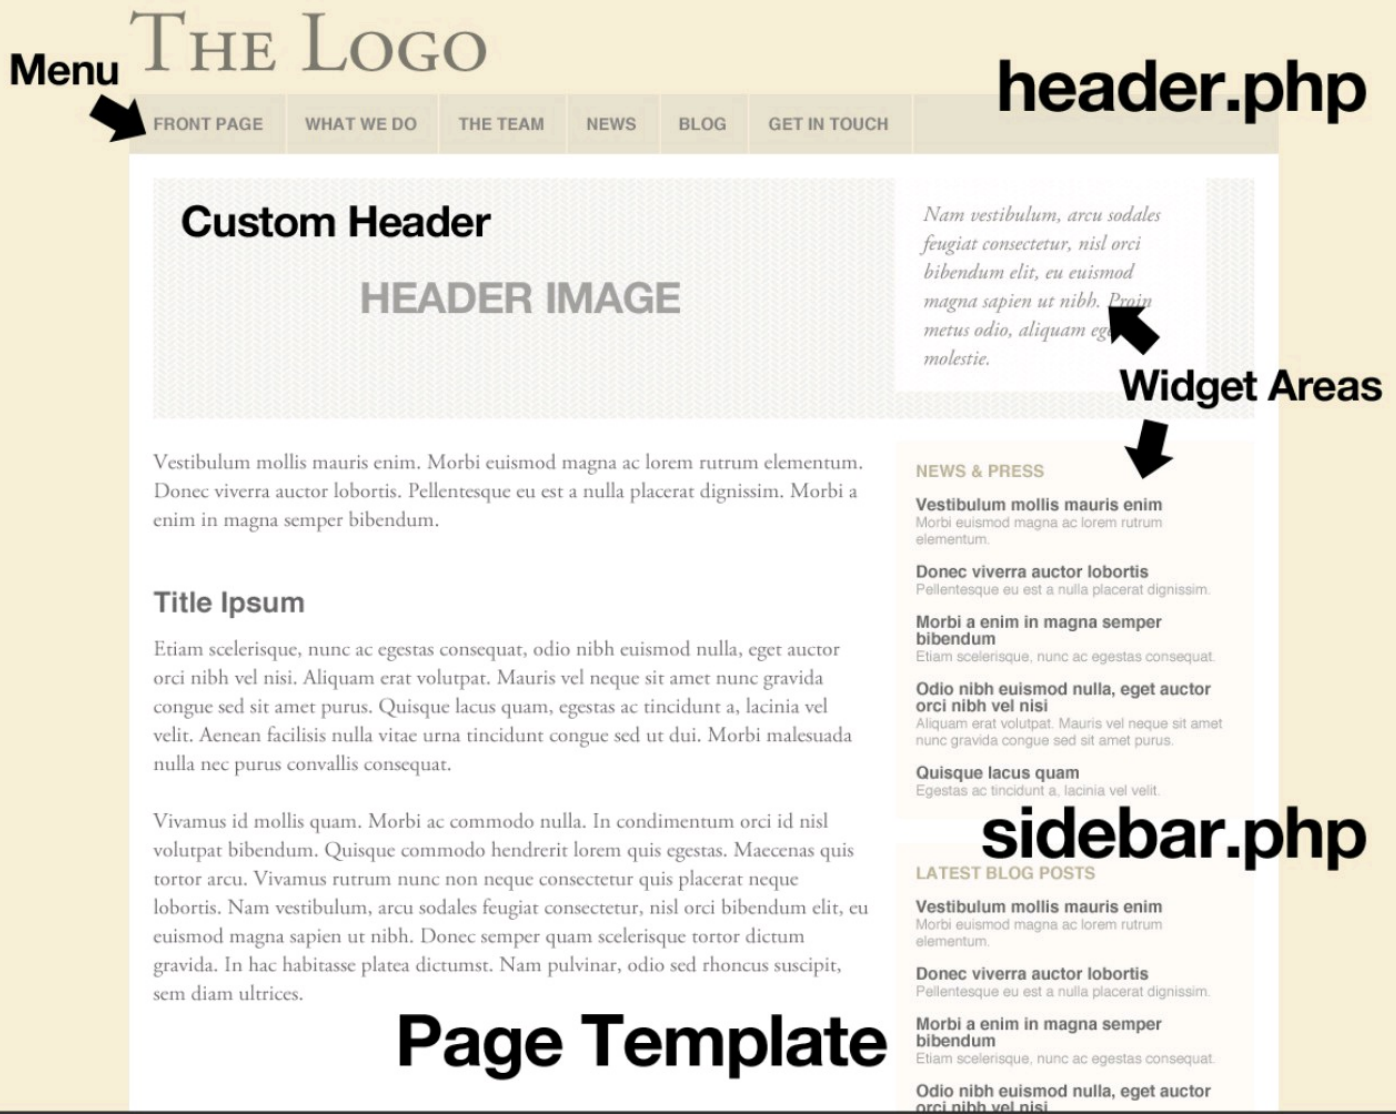 THE LOGO
Menu
header.php
FRONT PAGE
WHAT WE DO
THE TEAM
NEWS
BLOG
GET IN TOUCH
Custom Header
HEADER IMAGE
Nam vestibulum, arcu sodales
feugiat consectetur, nisl orci
bibendum elit, eu euismod
magna sapien ut nibh. Proin
metus odio, aliquam eg
molestie.
Widget Areas
Vestibulum mollis mauris enim. Morbi euismod magna ac lorem rutrum elementum.
Donec viverra auctor lobortis. Pellentesque eu est a nulla placerat dignissim. Morbi a
enim in magna semper bibendum.
Title Ipsum
Etiam scelerisque, nunc ac egestas consequat, odio nibh euismod nulla, eget auctor
orci nibh vel nisi. Aliquam erat volutpat. Mauris vel neque sit amet nunc gravida
congue sed sit amet purus. Quisque lacus quam, egestas ac tincidunt a, lacinia vel
velit. Aenean facilisis nulla vitae urna tincidunt congue sed ut dui. Morbi malesuada
nulla nec purus convallis consequat.
Vivamus id mollis quam. Morbi ac commodo nulla. In condimentum orci id nisl
volutpat bibendum. Quisque commodo hendrerit lorem quis egestas. Maecenas quis
tortor arcu. Vivamus rutrum nunc non neque consectetur quis placerat neque
lobortis. Nam vestibulum, arcu sodales feugiat consectetur, nisl orci bibendum elit, eu
euismod magna sapien ut nibh. Donec semper quam scelerisque tortor dictum
gravida. In hac habitasse platea dictumst. Nam pulvinar, odio sed rhoncus suscipit,
sem diam ultrices.
Page Template
NEWS & PRESS
Vestibulum mollis mauris enim
Morbi euismod magna ac lorem rutrum
elementum.
Donec viverra auctor lobortis
Pellentesque eu est a nulla placerat dignissim.
Morbi a enim in magna semper
bibendum
Etiam scelerisque, nunc ac egestas consequat.
Odio nibh euismod nulla, eget auctor
orci nibh vel nisi
Aliquam erat volutpat. Mauris vel neque sit amet
nunc gravida congue sed sit amet purus.
Quisque lacus quam
Egestas ac tincidunt a, lacinia vel velit.
sidebar.php
LATEST BLOG POSTS
Vestibulum mollis mauris enim
Morbi euismod magna ac lorem rutrum
elementum.
Donec viverra auctor lobortis
Pellentesque eu est a nulla placerat dignissim.
Morbi a enim in magna semper
bibendum
Etiam scelerisque, nunc ac egestas consequat.
Odio nibh euismod nulla, eget auctor
orci nibh vel nisi